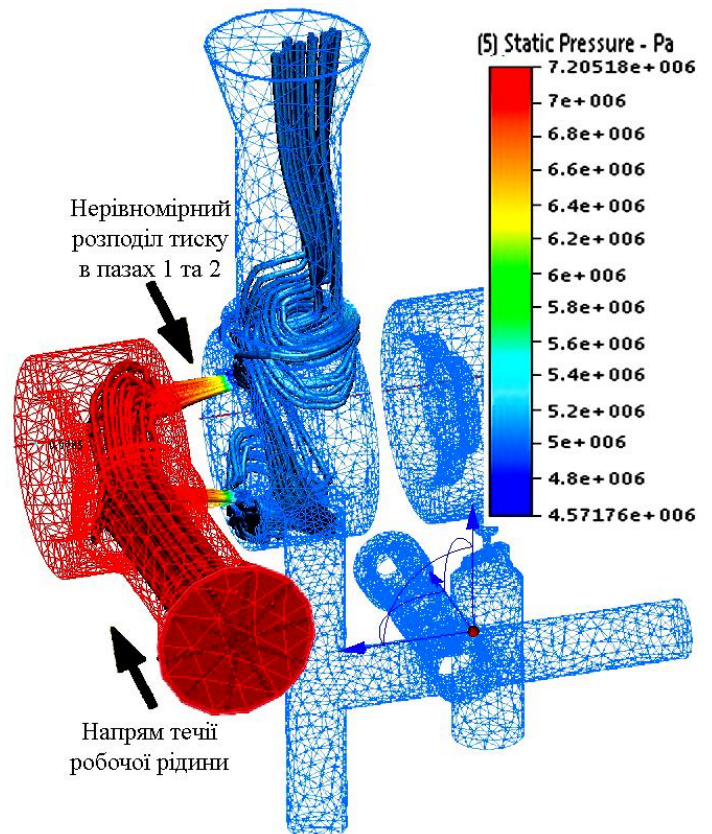 (5) Static Pressure - Pa
7.20518e+006
7e+006
6.8e+006
6.6e+006
6.4e+006
6.2e+006
6e+006
5.8e+006
5.6e+006
5.4e+006
5.2e+006
5e+006
4.8e+006
4.57176e+006
Нерівномірний
розподіл тиску
в пазах 1 та 2
Напрям течії
робочої рідини